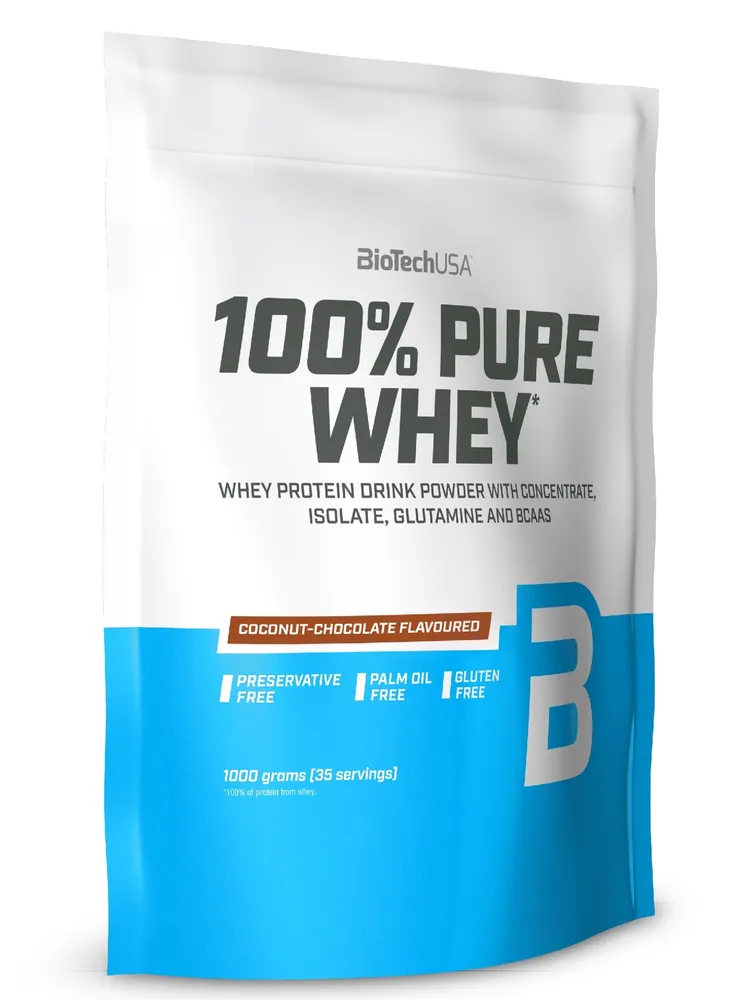 BioTechUSA™
100% PURE
WHEY*
WHEY PROTEIN DRINK POWDER WITH CONCENTRATE,
ISOLATE, GLUTAMINE AND BCAAS
COCONUT-CHOCOLATE FLAVOURED
PRESERVATIVE
FREE
PALM OIL
FREE
GLUTEN
FREE
B
1000 grams (35 servings)
*100% of protein from whey.